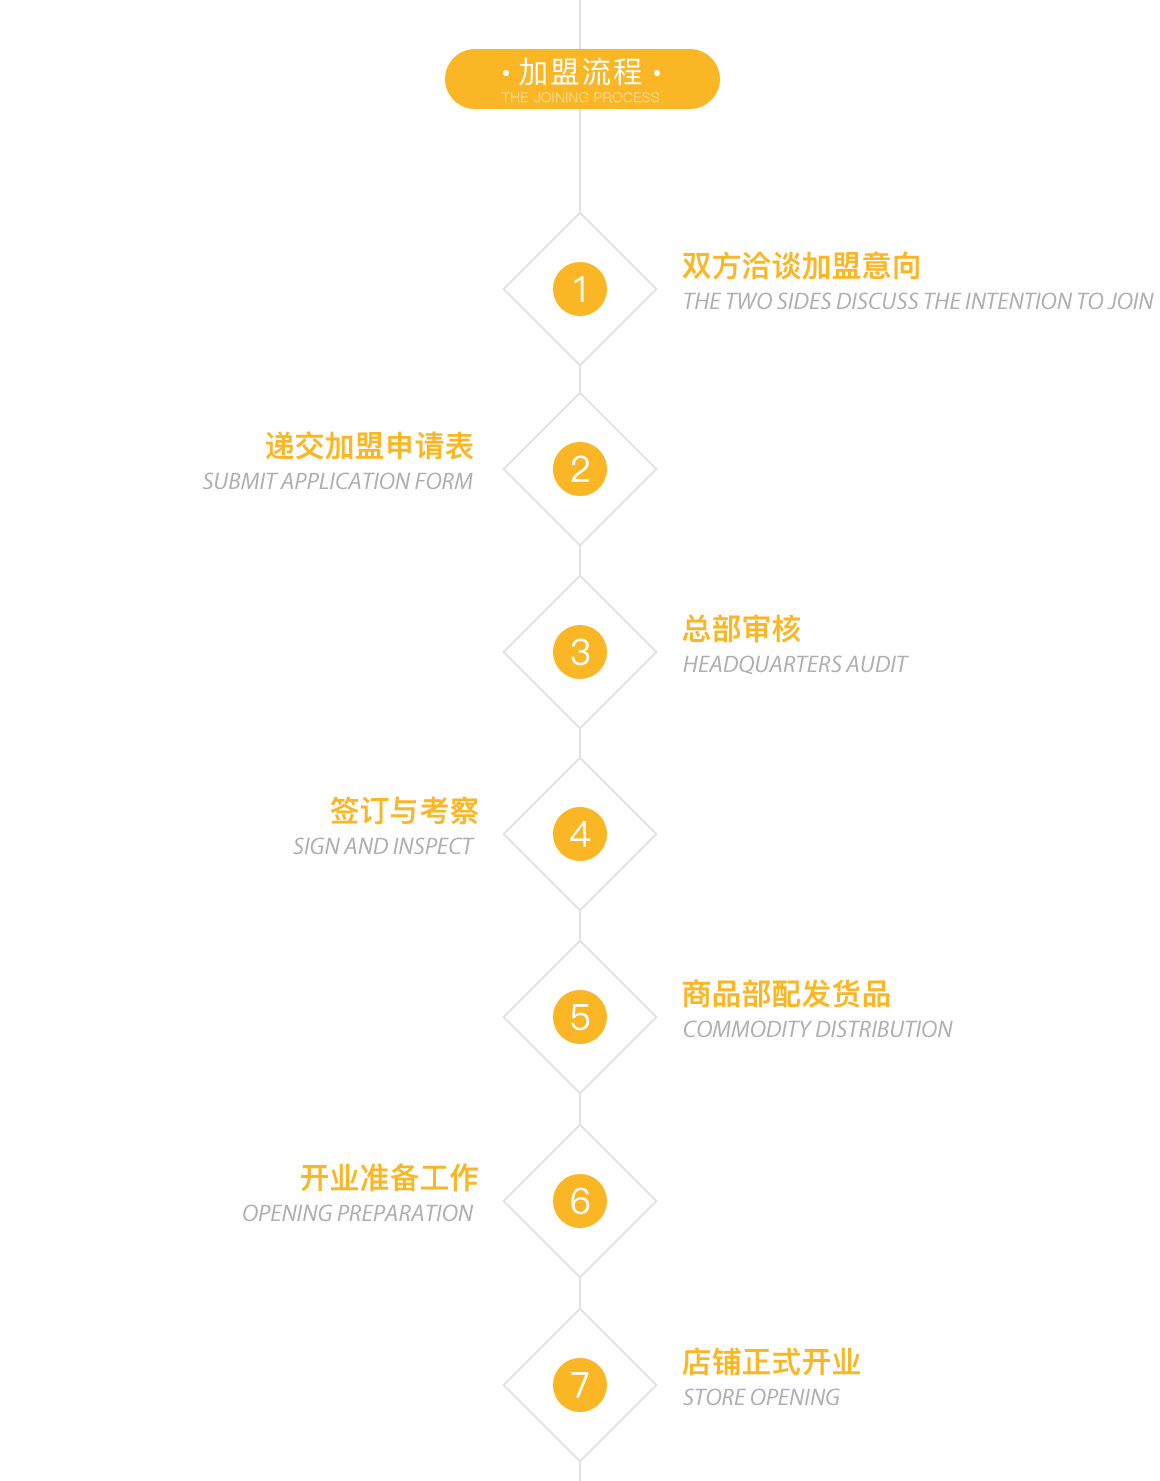 ·加盟流程·
THE JOINING PROCESS
1
双方洽谈加盟意向
THE TWO SIDES DISCUSS THE INTENTION TO JOIN
2
递交加盟申请表
SUBMIT APPLICATION FORM
3
总部审核
HEADQUARTERS AUDIT
4
签订与考察
SIGN AND INSPECT
5
商品部配发货品
COMMODITY DISTRIBUTION
6
开业准备工作
OPENING PREPARATION
7
店铺正式开业
STORE OPENING